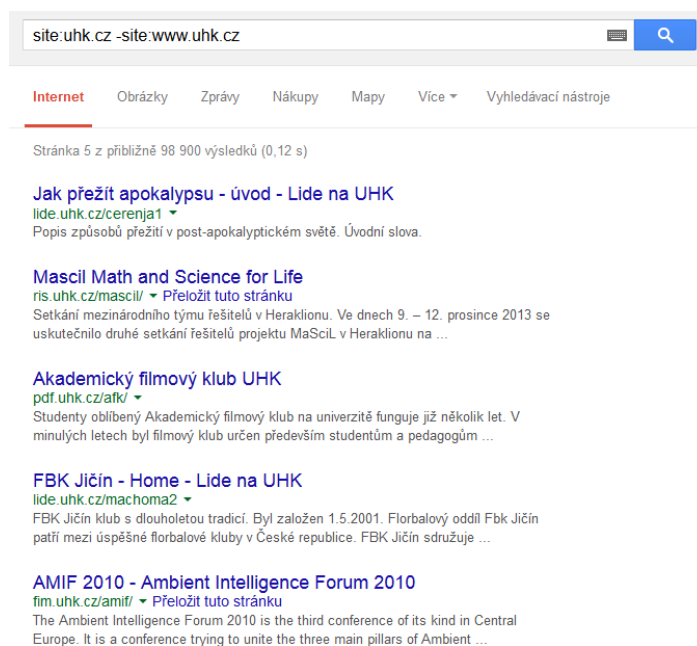 site:uhk.cz -site:www.uhk.cz
Internet Obrázky Zprávy Nákupy Mapy Více Vyhledávací nástroje
Stránka 5 z přibližně 98 900 výsledků (0,12 s)
Jak přežít apokalypsu - úvod - Lide na UHK
lide.uhk.cz/cerenja1
Popis způsobů přežití v post-apokalyptickém světě. Úvodní slova.
Mascil Math and Science for Life
ris.uhk.cz/mascil/ Přeložit tuto stránku
Setkání mezinárodního týmu řešitelů v Heraklionu. Ve dnech 9. – 12. prosince 2013 se
uskutečnilo druhé setkání řešitelů projektu MaSciL v Heraklionu na ...
Akademický filmový klub UHK
pdf.uhk.cz/afk/
Studenty oblíbený Akademický filmový klub na univerzitě funguje již několik let. V
minulých letech byl filmový klub určen především studentům a pedagogům ...
FBK Jičín - Home - Lide na UHK
lide.uhk.cz/machoma2
FBK Jičín klub s dlouholetou tradicí. Byl založen 1.5.2001. Florbalový oddíl Fbk Jičín
patří mezi úspěšné florbalové kluby v České republice. FBK Jičín sdružuje ...
AMIF 2010 - Ambient Intelligence Forum 2010
fim.uhk.cz/amif/ Přeložit tuto stránku
The Ambient Intelligence Forum 2010 is the third conference of its kind in Central
Europe. It is a conference trying to unite the three main pillars of Ambient ...